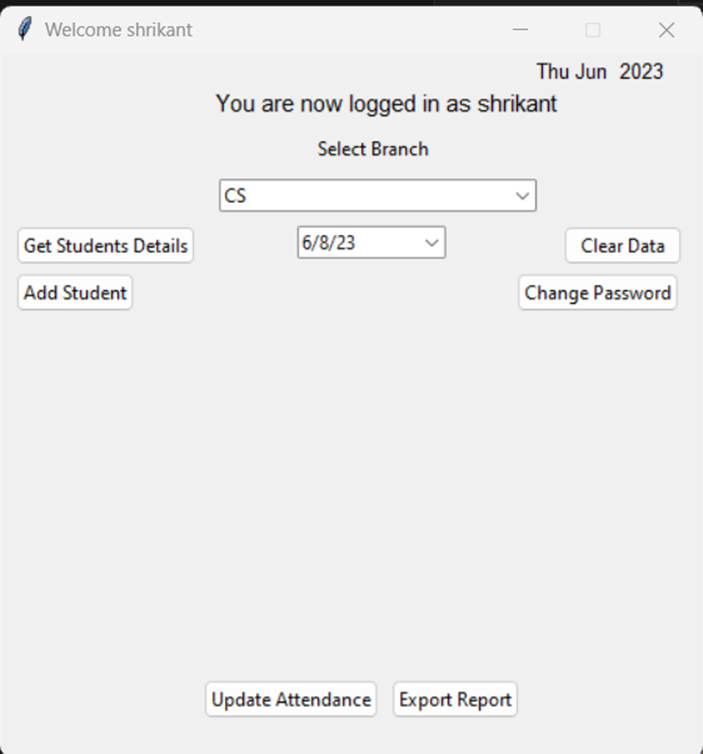 Welcome shrikant
Thu Jun  2023
You are now logged in as shrikant
Select Branch
CS
Get Students Details 6/8/23 Clear Data
Add Student Change Password
Update Attendance Export Report